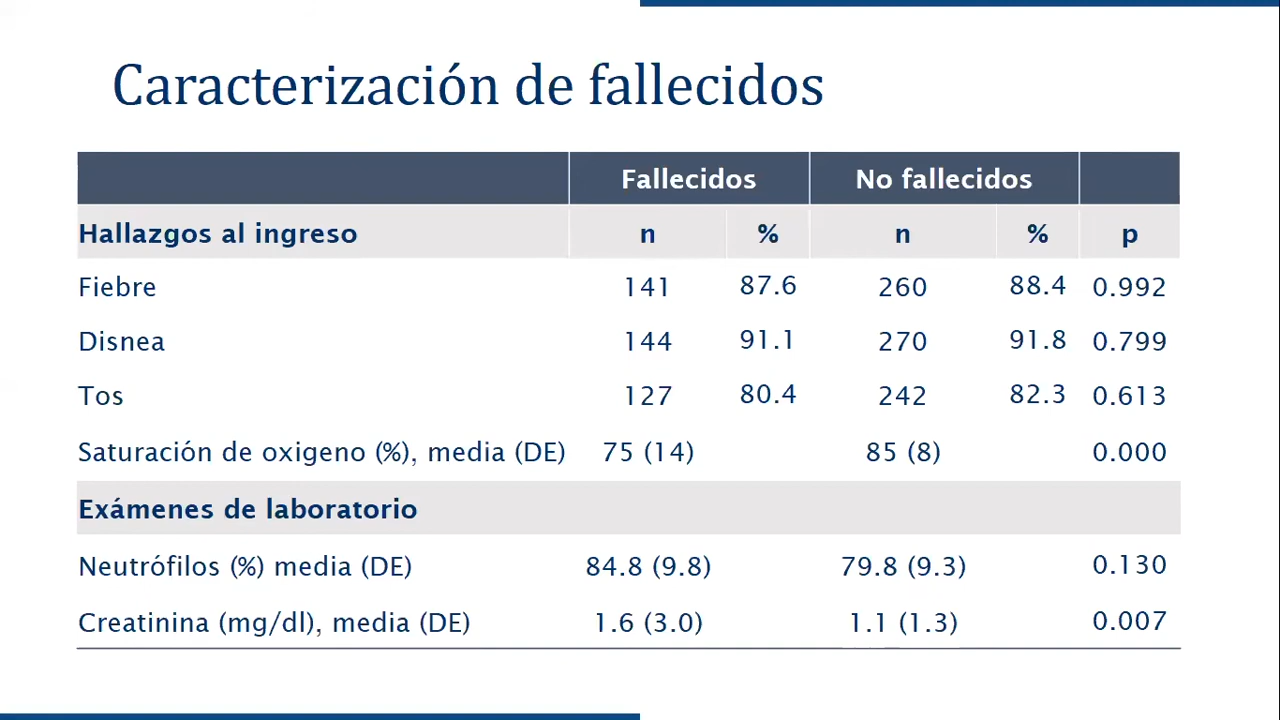 Caracterización de fallecidos
Fallecidos No fallecidos
Hallazgos al ingreso n % n % p
Fiebre 141 87.6 260 88.4 0.992
Disnea 144 91.1 270 91.8 0.799
Tos 127 80.4 242 82.3 0.613
Saturación de oxigeno (%), media (DE) 75 (14) 85 (8) 0.000
Exámenes de laboratorio
Neutrófilos (%) media (DE) 84.8 (9.8) 79.8 (9.3) 0.130
Creatinina (mg/dl), media (DE) 1.6 (3.0) 1.1 (1.3) 0.007